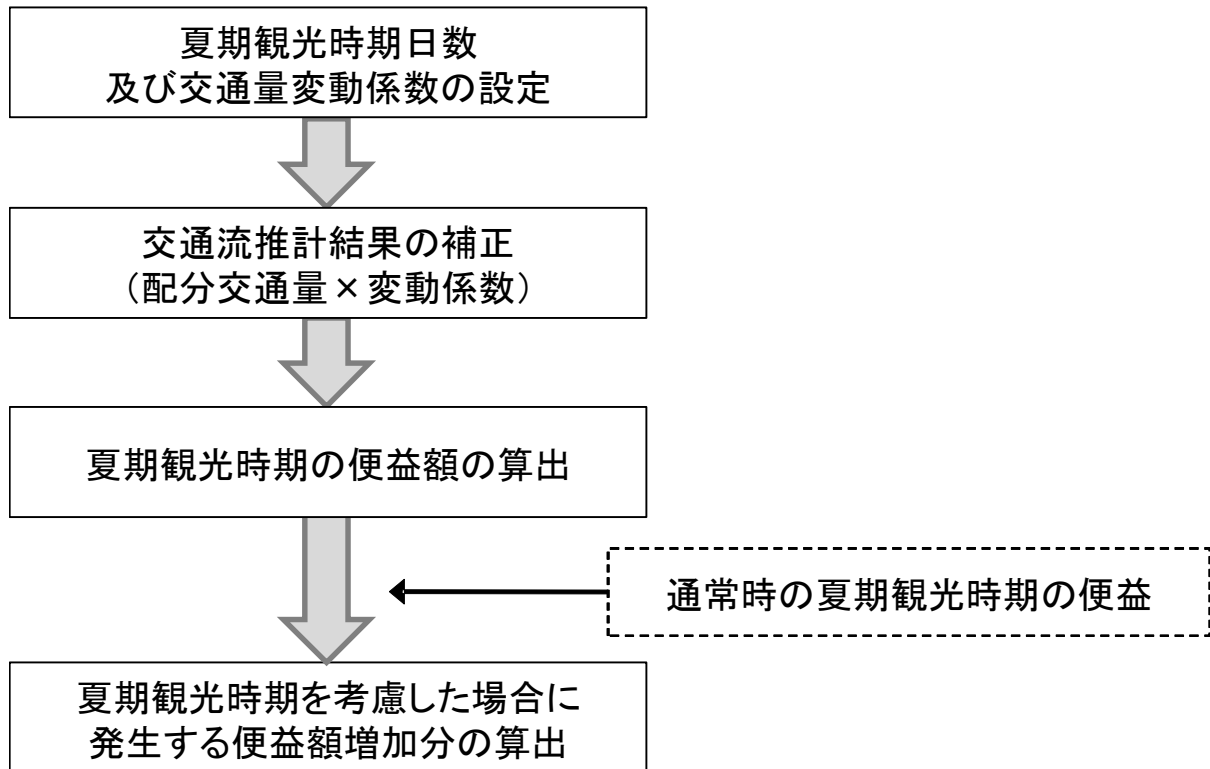 夏期観光時期日数
及び交通量変動係数の設定
交通流推計結果の補正
（配分交通量×変動係数）
夏期観光時期の便益額の算出
通常時の夏期観光時期の便益
夏期観光時期を考慮した場合に
発生する便益額増加分の算出